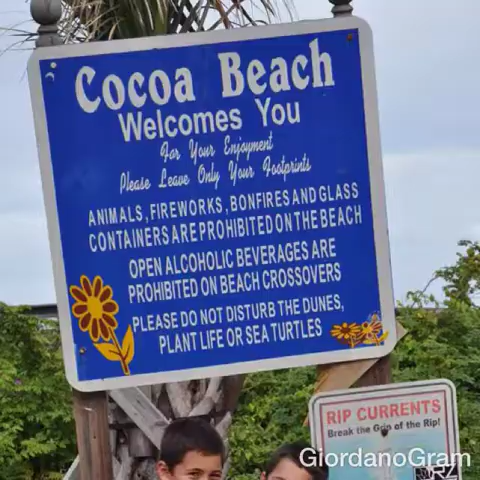 Cocoa Beach
Welcomes You
For Your Enjoyment
Please Leave Only Your Footprints
ANIMALS, FIREWORKS, BONFIRES AND GLASS
CONTAINERS ARE PROHIBITED ON THE BEACH
OPEN ALCOHOLIC BEVERAGES ARE
PROHIBITED ON BEACH CROSSOVERS
PLEASE DO NOT DISTURB THE DUNES,
PLANT LIFE OR SEA TURTLES
RIP CURRENTS
Break the Grip of the Rip!
GiordanoGram